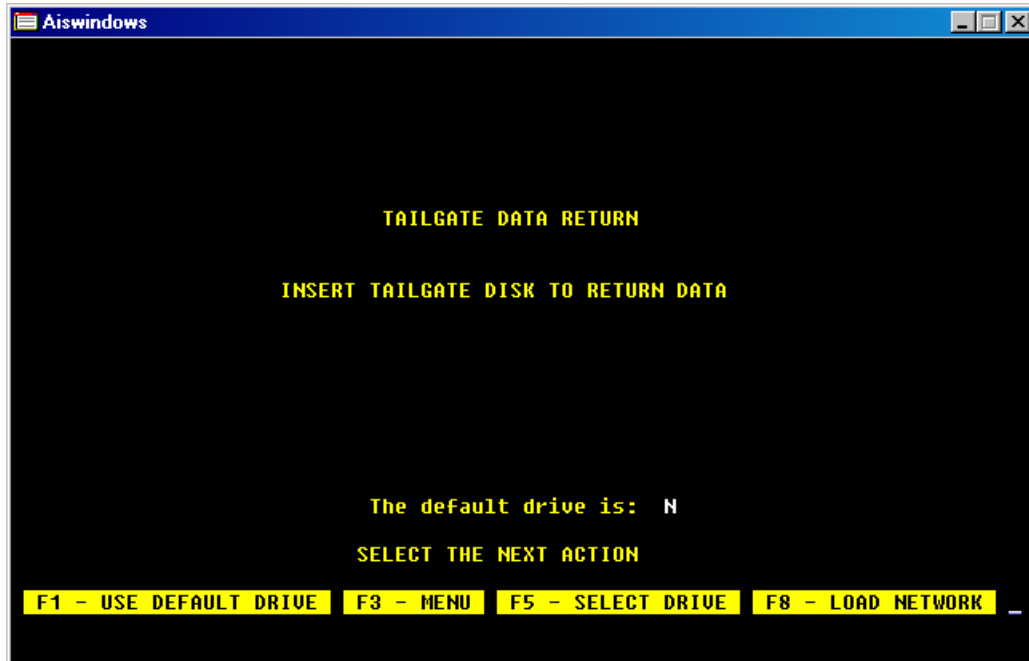 Aiswindows
TAILGATE DATA RETURN
INSERT TAILGATE DISK TO RETURN DATA
The default drive is: N
SELECT THE NEXT ACTION
F1 - USE DEFAULT DRIVE F3 - MENU F5 - SELECT DRIVE F8 - LOAD NETWORK _